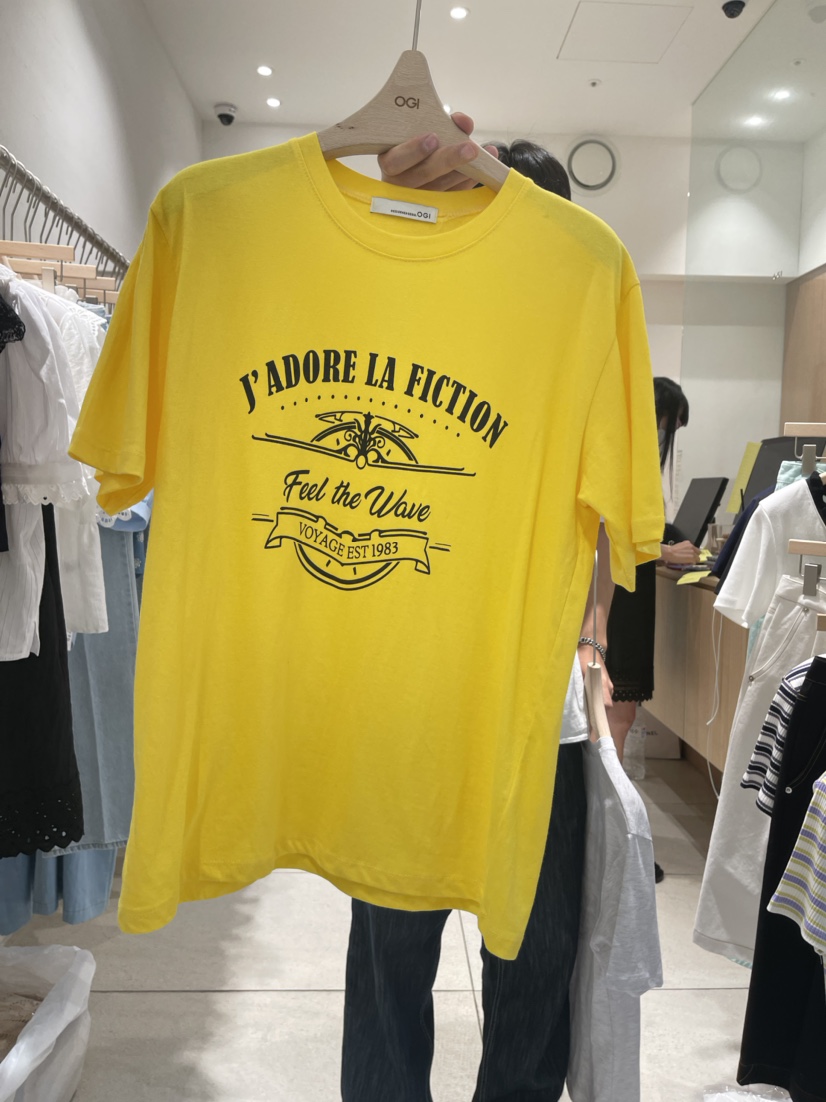 OGI
OGI
J'ADORE LA FICTION
Feel the Wave
VOYAGE EST 1983